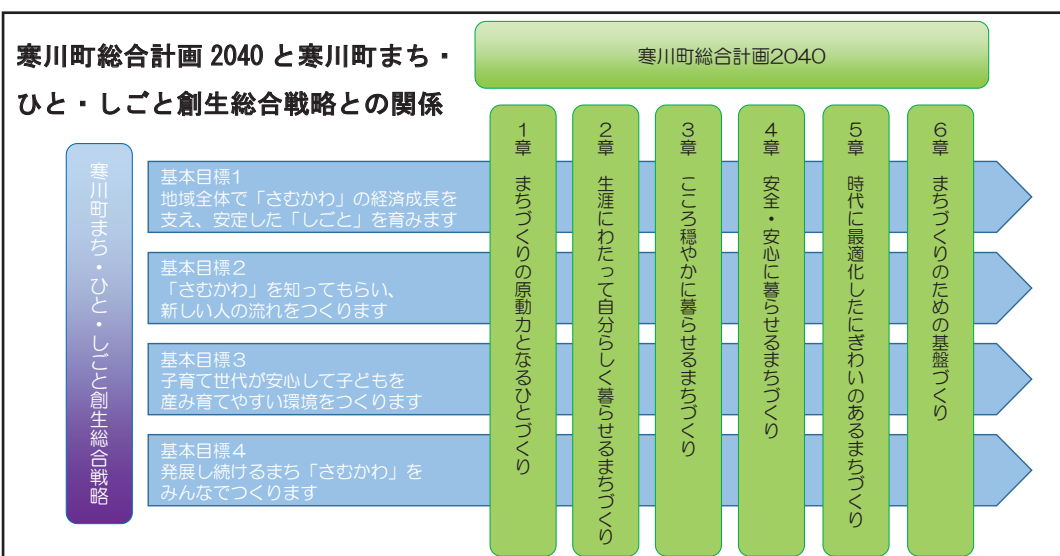 寒川町総合計画 2040 と寒川町まち・
ひと・しごと創生総合戦略との関係
寒川町総合計画2040
寒川町まち・ひと・しごと創生総合戦略
基本目標1
地域全体で「さむかわ」の経済成長を
支え、安定した「しごと」を育みます
基本目標2
「さむかわ」を知ってもらい、
新しい人の流れをつくります
基本目標3
子育て世代が安心して子どもを
産み育てやすい環境をつくります
基本目標4
発展し続けるまち「さむかわ」を
みんなでつくります
1章 まちづくりの原動力となるひとづくり
2章 生涯にわたって自分らしく暮らせるまちづくり
3章 こころ穏やかに暮らせるまちづくり
4章 安全・安心に暮らせるまちづくり
5章 時代に最適化したにぎわいのあるまちづくり
6章 まちづくりのための基盤づくり